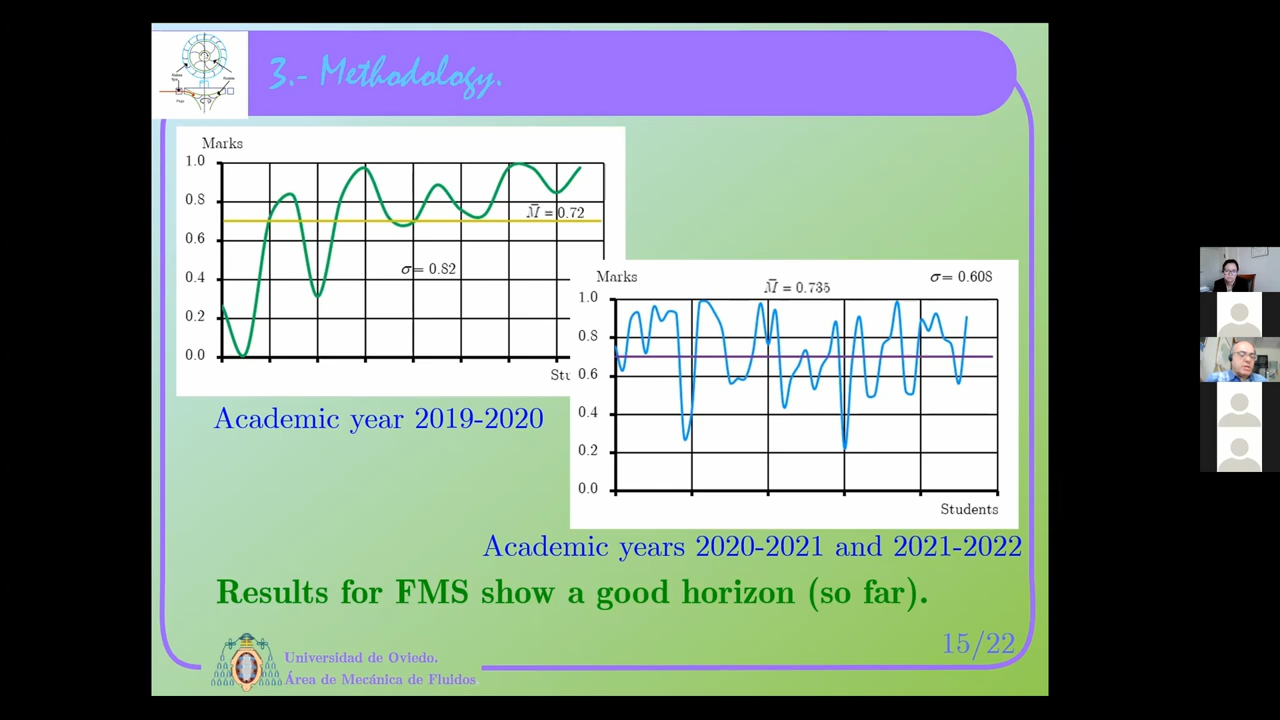 3.- Methodology.
Marks
1.0
0.8
0.6
0.4
0.2
0.0
M̄ = 0.72
σ = 0.82
Stu
Academic year 2019-2020
Marks
M̄ = 0.735
σ = 0.608
1.0
0.8
0.6
0.4
0.2
0.0
Students
Academic years 2020-2021 and 2021-2022
Results for FMS show a good horizon (so far).
15/22
Universidad de Oviedo.
Área de Mecánica de Fluidos.